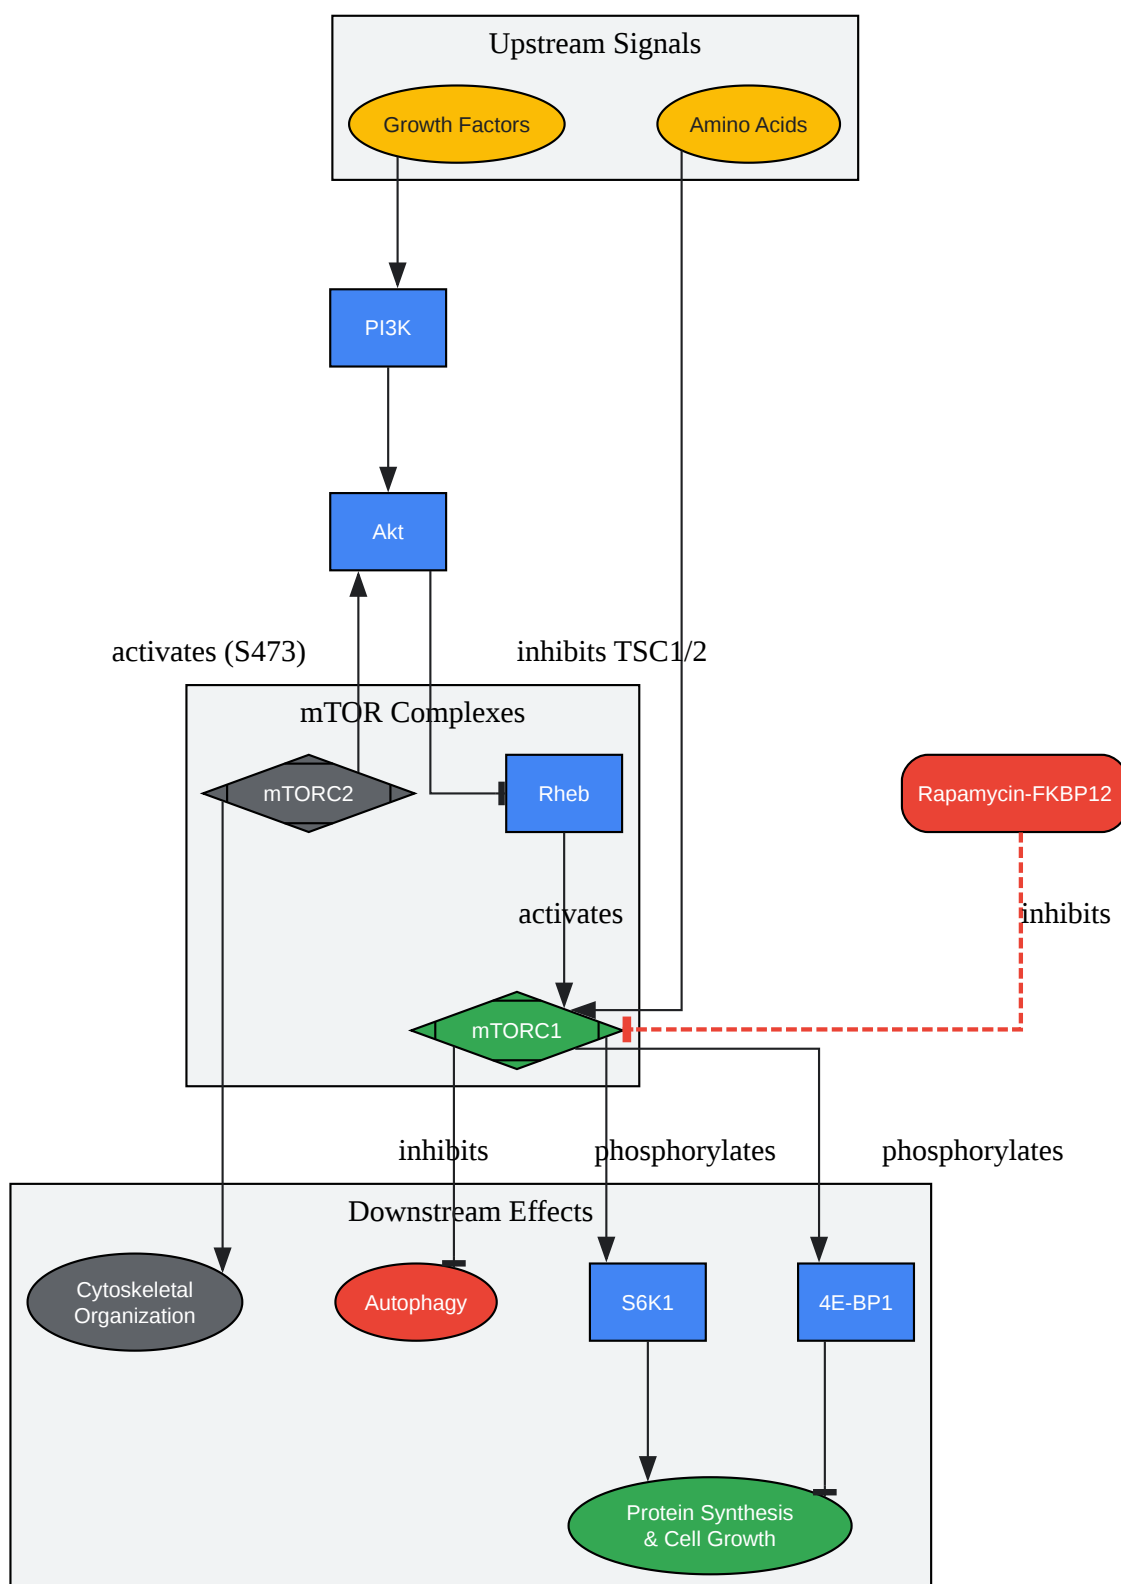 Upstream Signals
Growth Factors
Amino Acids
PI3K
Akt
activates (S473)
inhibits TSC1/2
mTOR Complexes
mTORC2
Rheb
Rapamycin-FKBP12
activates
inhibits
mTORC1
inhibits
phosphorylates
phosphorylates
Downstream Effects
Cytoskeletal
Organization
Autophagy
S6K1
4E-BP1
Protein Synthesis
& Cell Growth